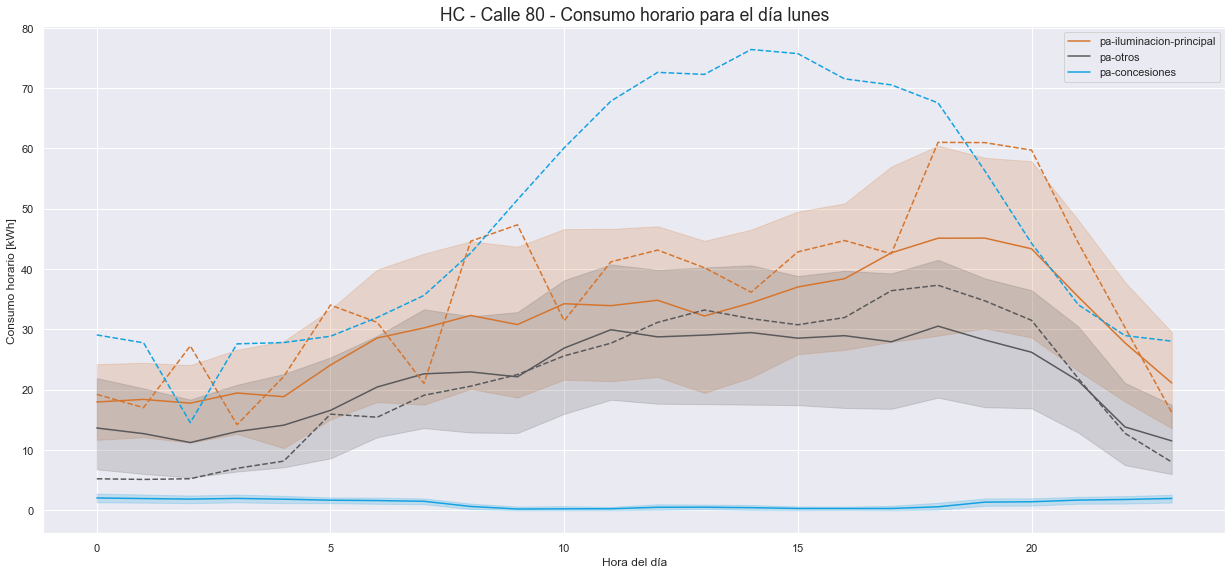 HC - Calle 80 - Consumo horario para el día lunes
pa-iluminacion-principal
pa-otros
pa-concesiones
Consumo horario [kWh]
80
70
60
50
40
30
20
10
0
0 5 10 15 20
Hora del día